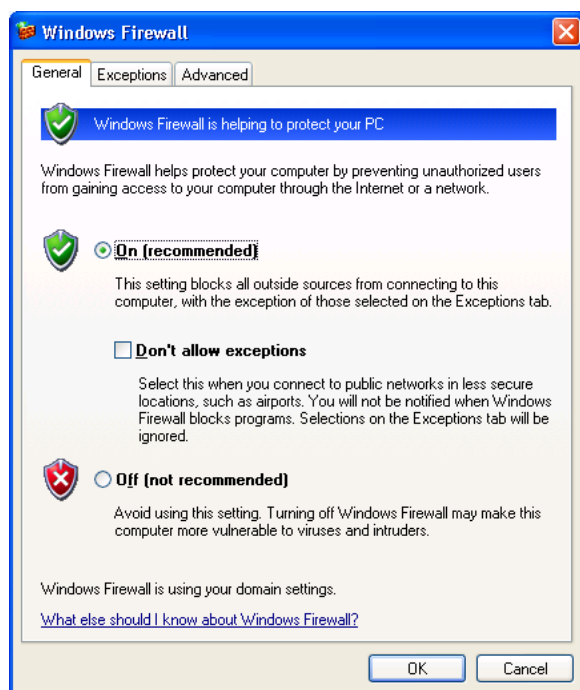 Windows Firewall
General Exceptions Advanced
Windows Firewall is helping to protect your PC
Windows Firewall helps protect your computer by preventing unauthorized users
from gaining access to your computer through the Internet or a network.
On (recommended)
This setting blocks all outside sources from connecting to this
computer, with the exception of those selected on the Exceptions tab.
Don't allow exceptions
Select this when you connect to public networks in less secure
locations, such as airports. You will not be notified when Windows
Firewall blocks programs. Selections on the Exceptions tab will be
ignored.
Off (not recommended)
Avoid using this setting. Turning off Windows Firewall may make this
computer more vulnerable to viruses and intruders.
Windows Firewall is using your domain settings.
What else should I know about Windows Firewall?
OK Cancel